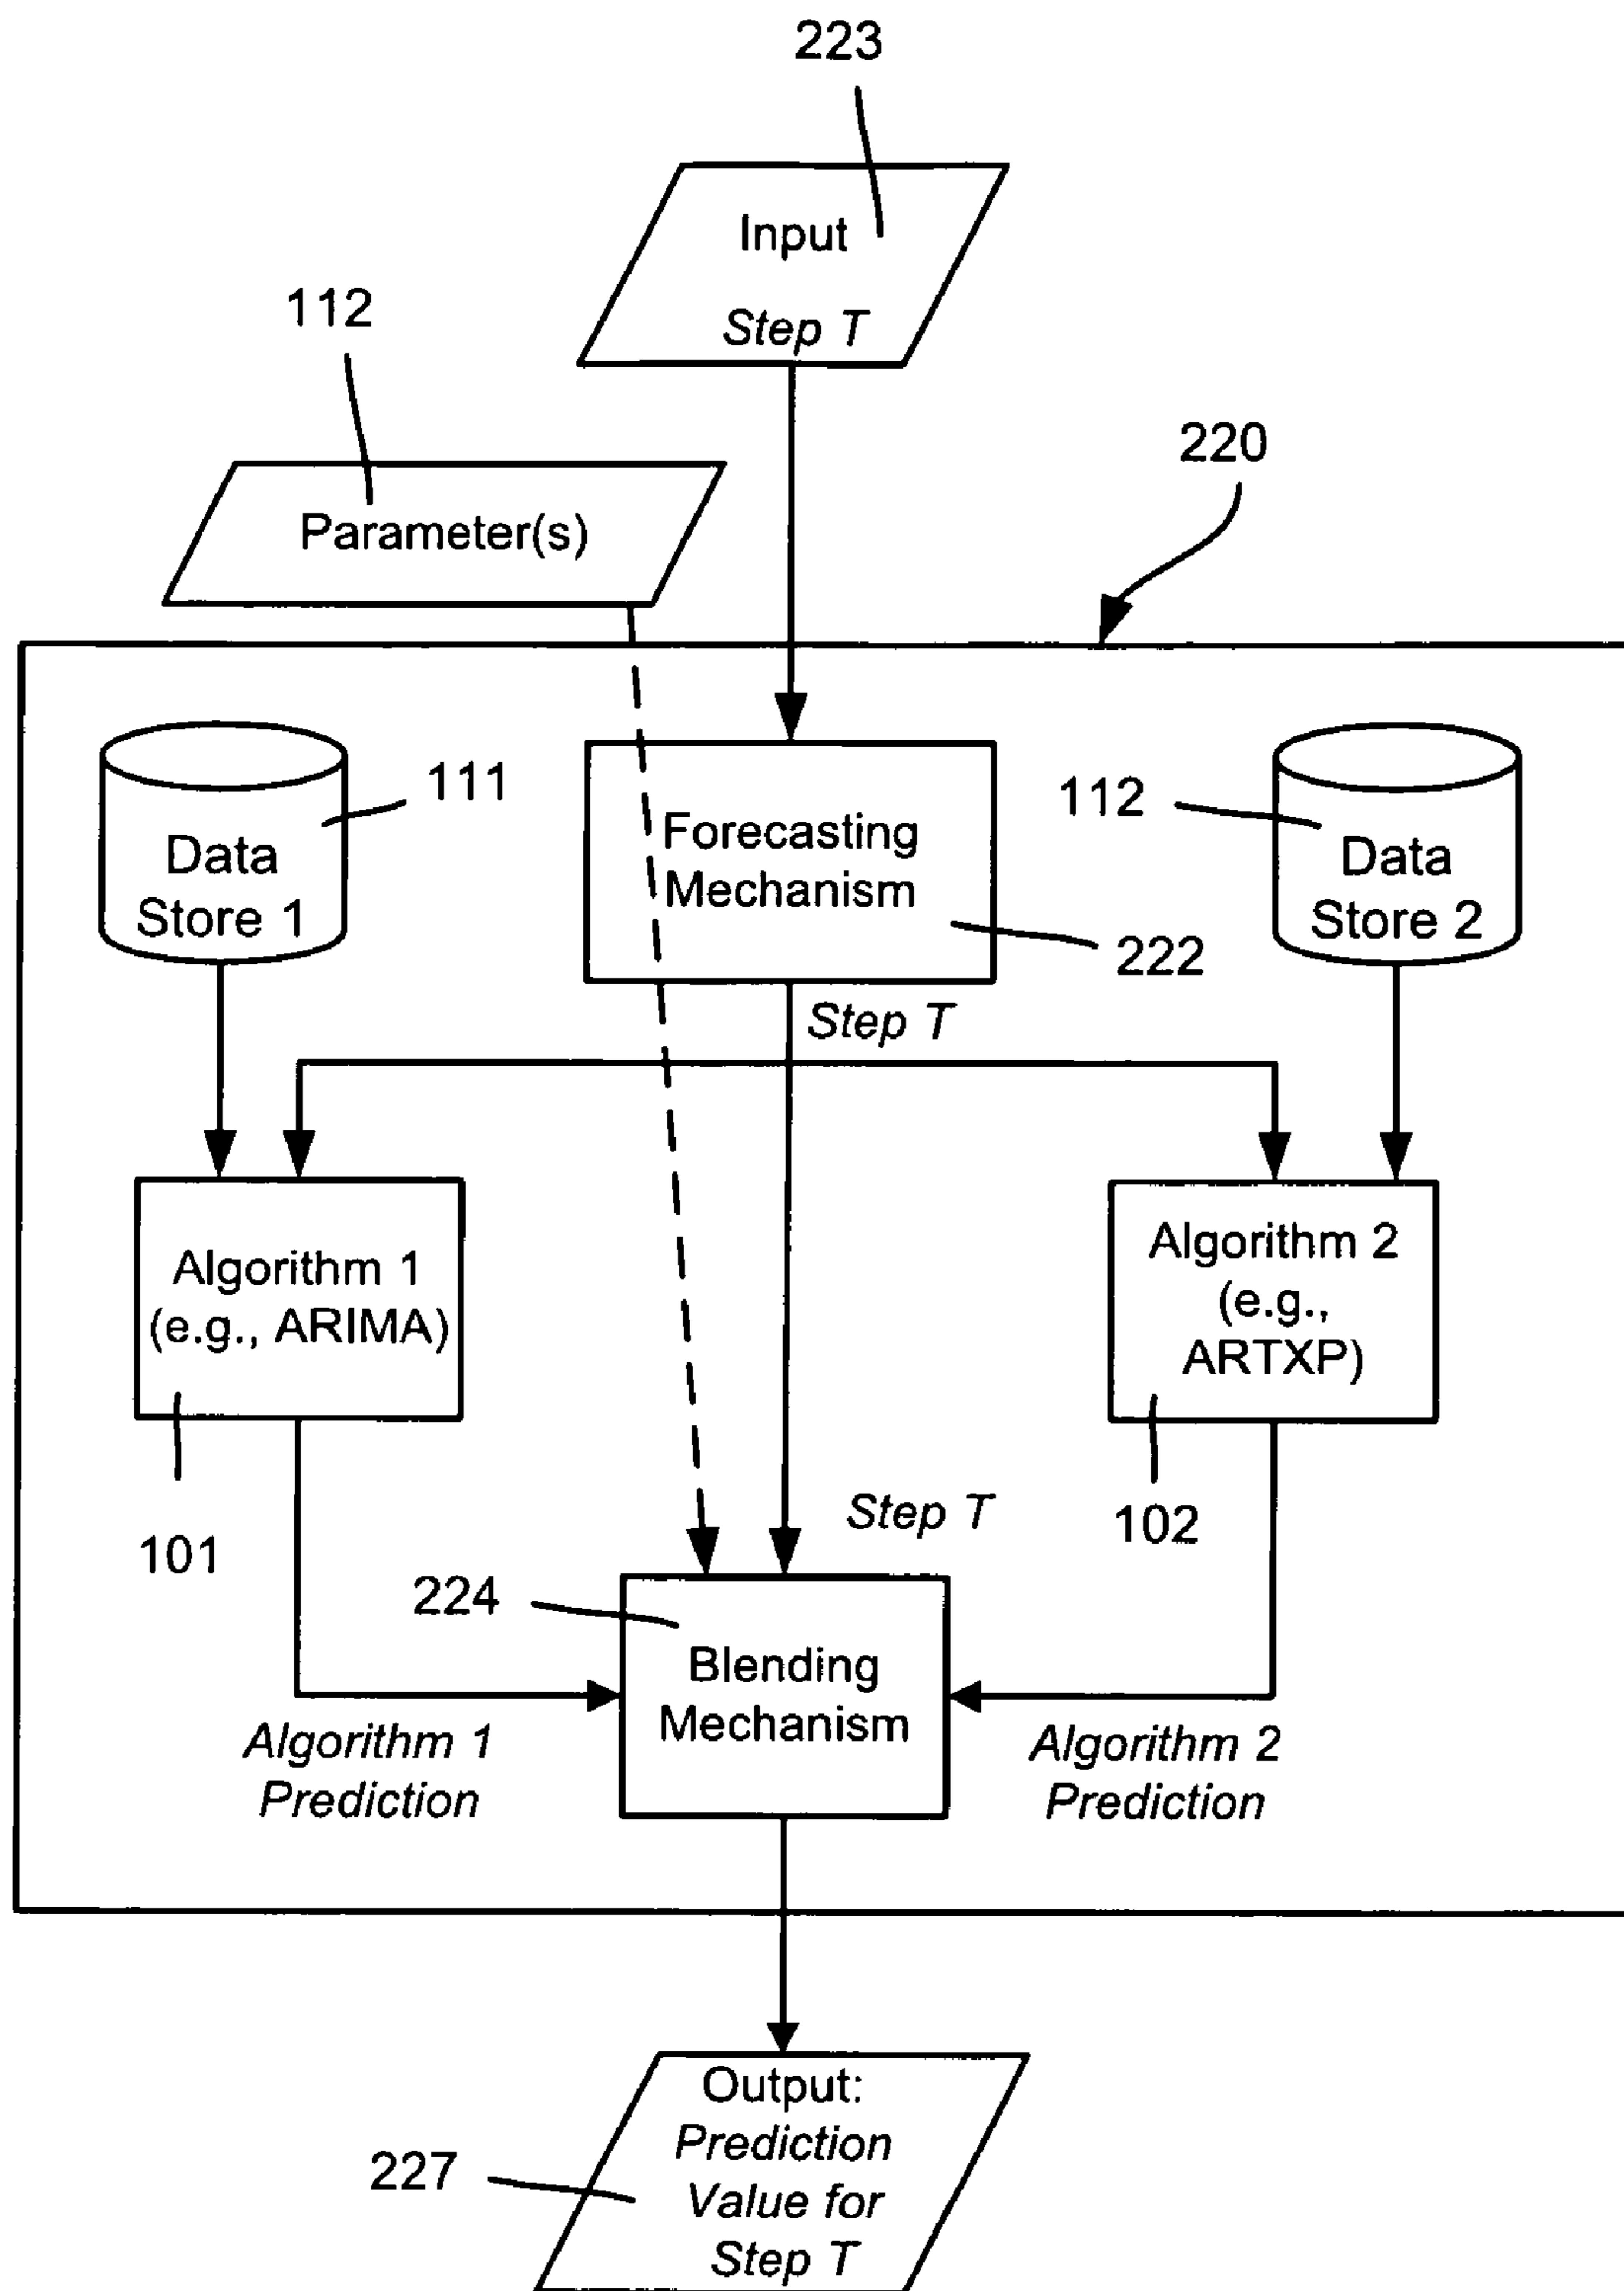 223
Input
Step T
112
Parameter(s)
220
Data
Store 1
111
Forecasting
Mechanism
222
112
Data
Store 2
Step T
Algorithm 1
(e.g., ARIMA)
101
Algorithm 2
(e.g.,
ARTXP)
102
Step T
224
Blending
Mechanism
Algorithm 1
Prediction
Algorithm 2
Prediction
Output:
Prediction
Value for
Step T
227